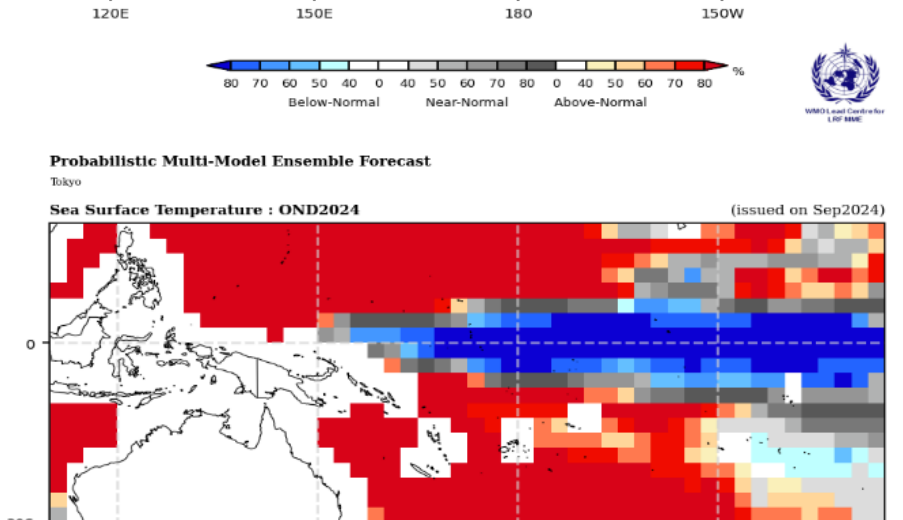 120E 150E 180 150W
80 70 60 50 40 0 40 50 60 70 80 0 40 50 60 70 80 %
Below-Normal Near-Normal Above-Normal
WMO Lead Centre for
LRF MME
Probabilistic Multi-Model Ensemble Forecast
Tokyo
Sea Surface Temperature : OND2024 (issued on Sep2024)
0